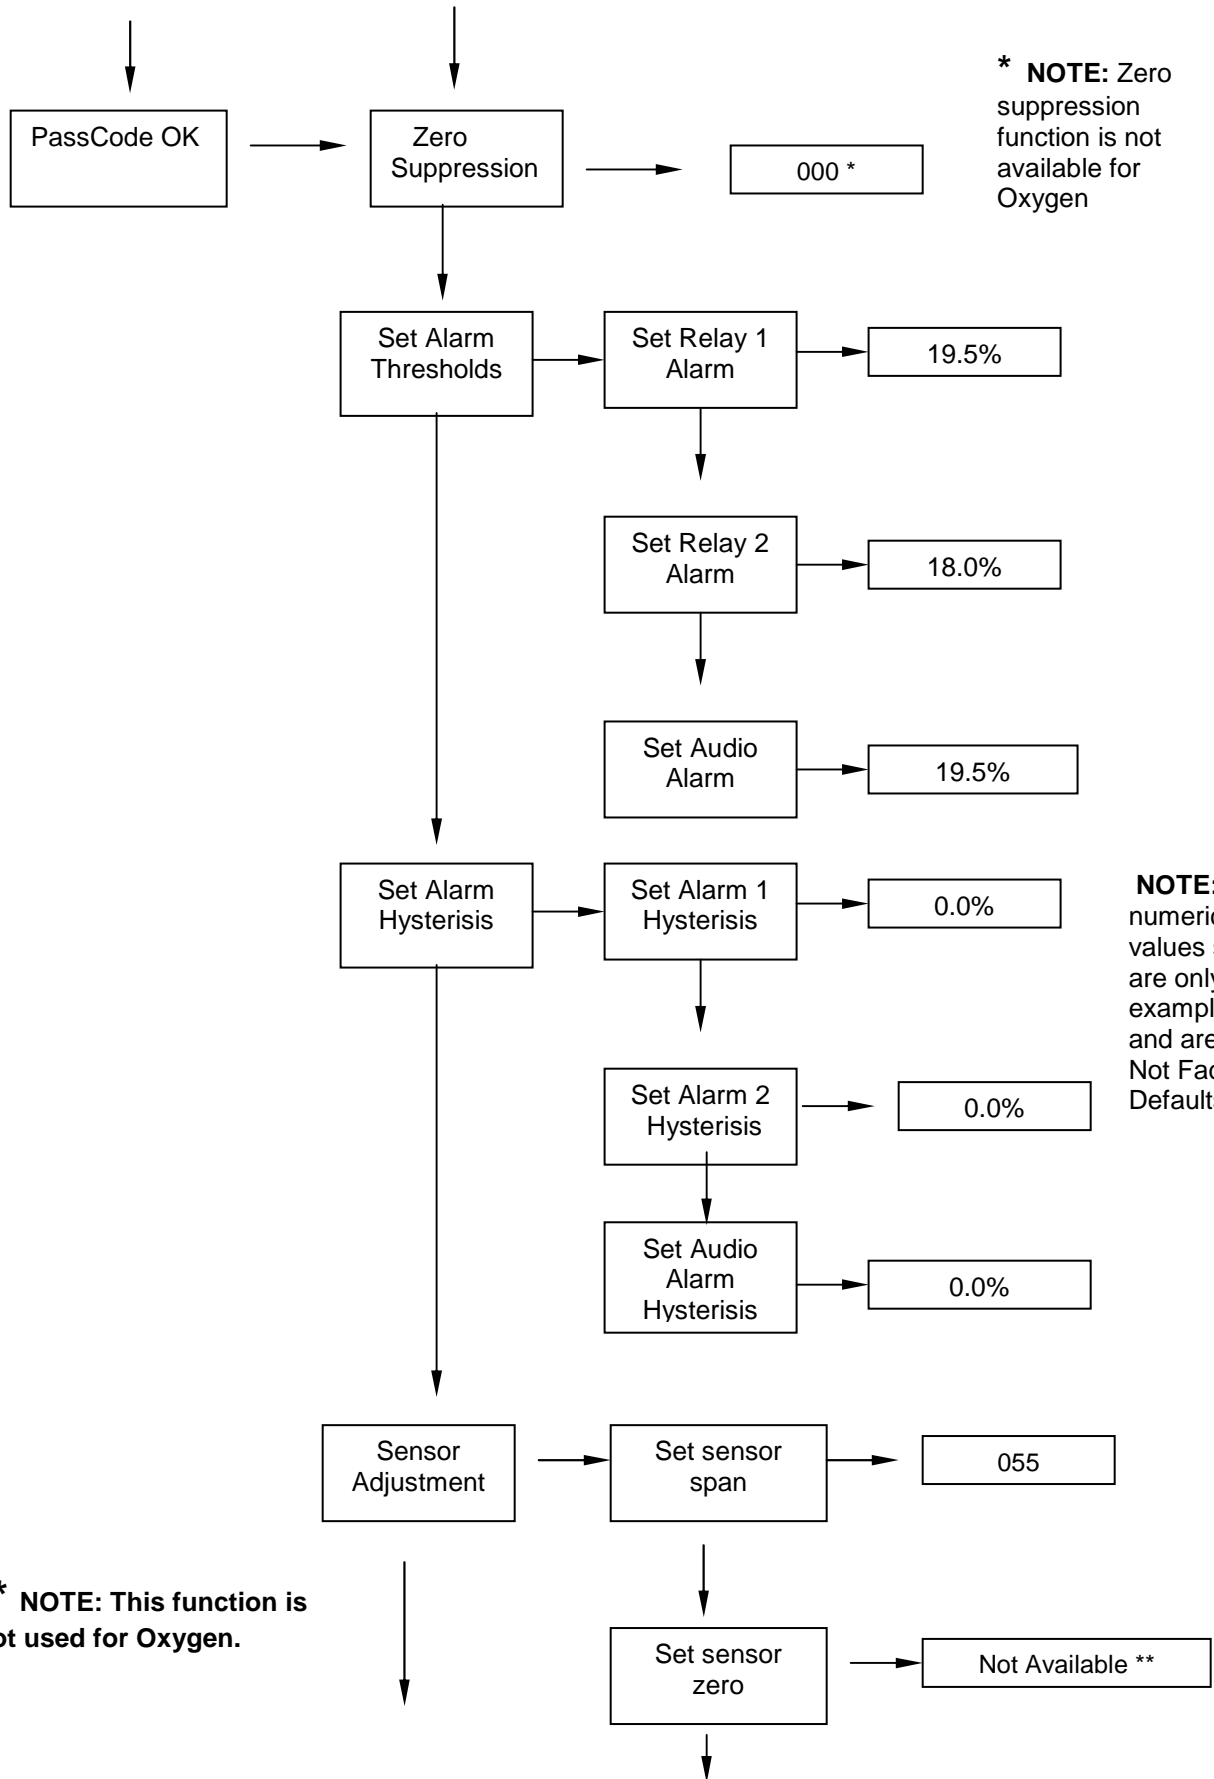 * NOTE: Zero
suppression
function is not
available for
Oxygen
PassCode OK
Zero
Suppression
000 *
Set Alarm
Thresholds
Set Relay 1
Alarm
19.5%
Set Relay 2
Alarm
18.0%
Set Audio
Alarm
19.5%
Set Alarm
Hysterisis
Set Alarm 1
Hysterisis
0.0%
NOTE:
values
are only
and are
Not
Set Alarm 2
Hysterisis
0.0%
Set Audio
Alarm
Hysterisis
0.0%
Sensor
Adjustment
Set sensor
span
055
* NOTE: This function is
used for Oxygen.
Set sensor
zero
Not Available **